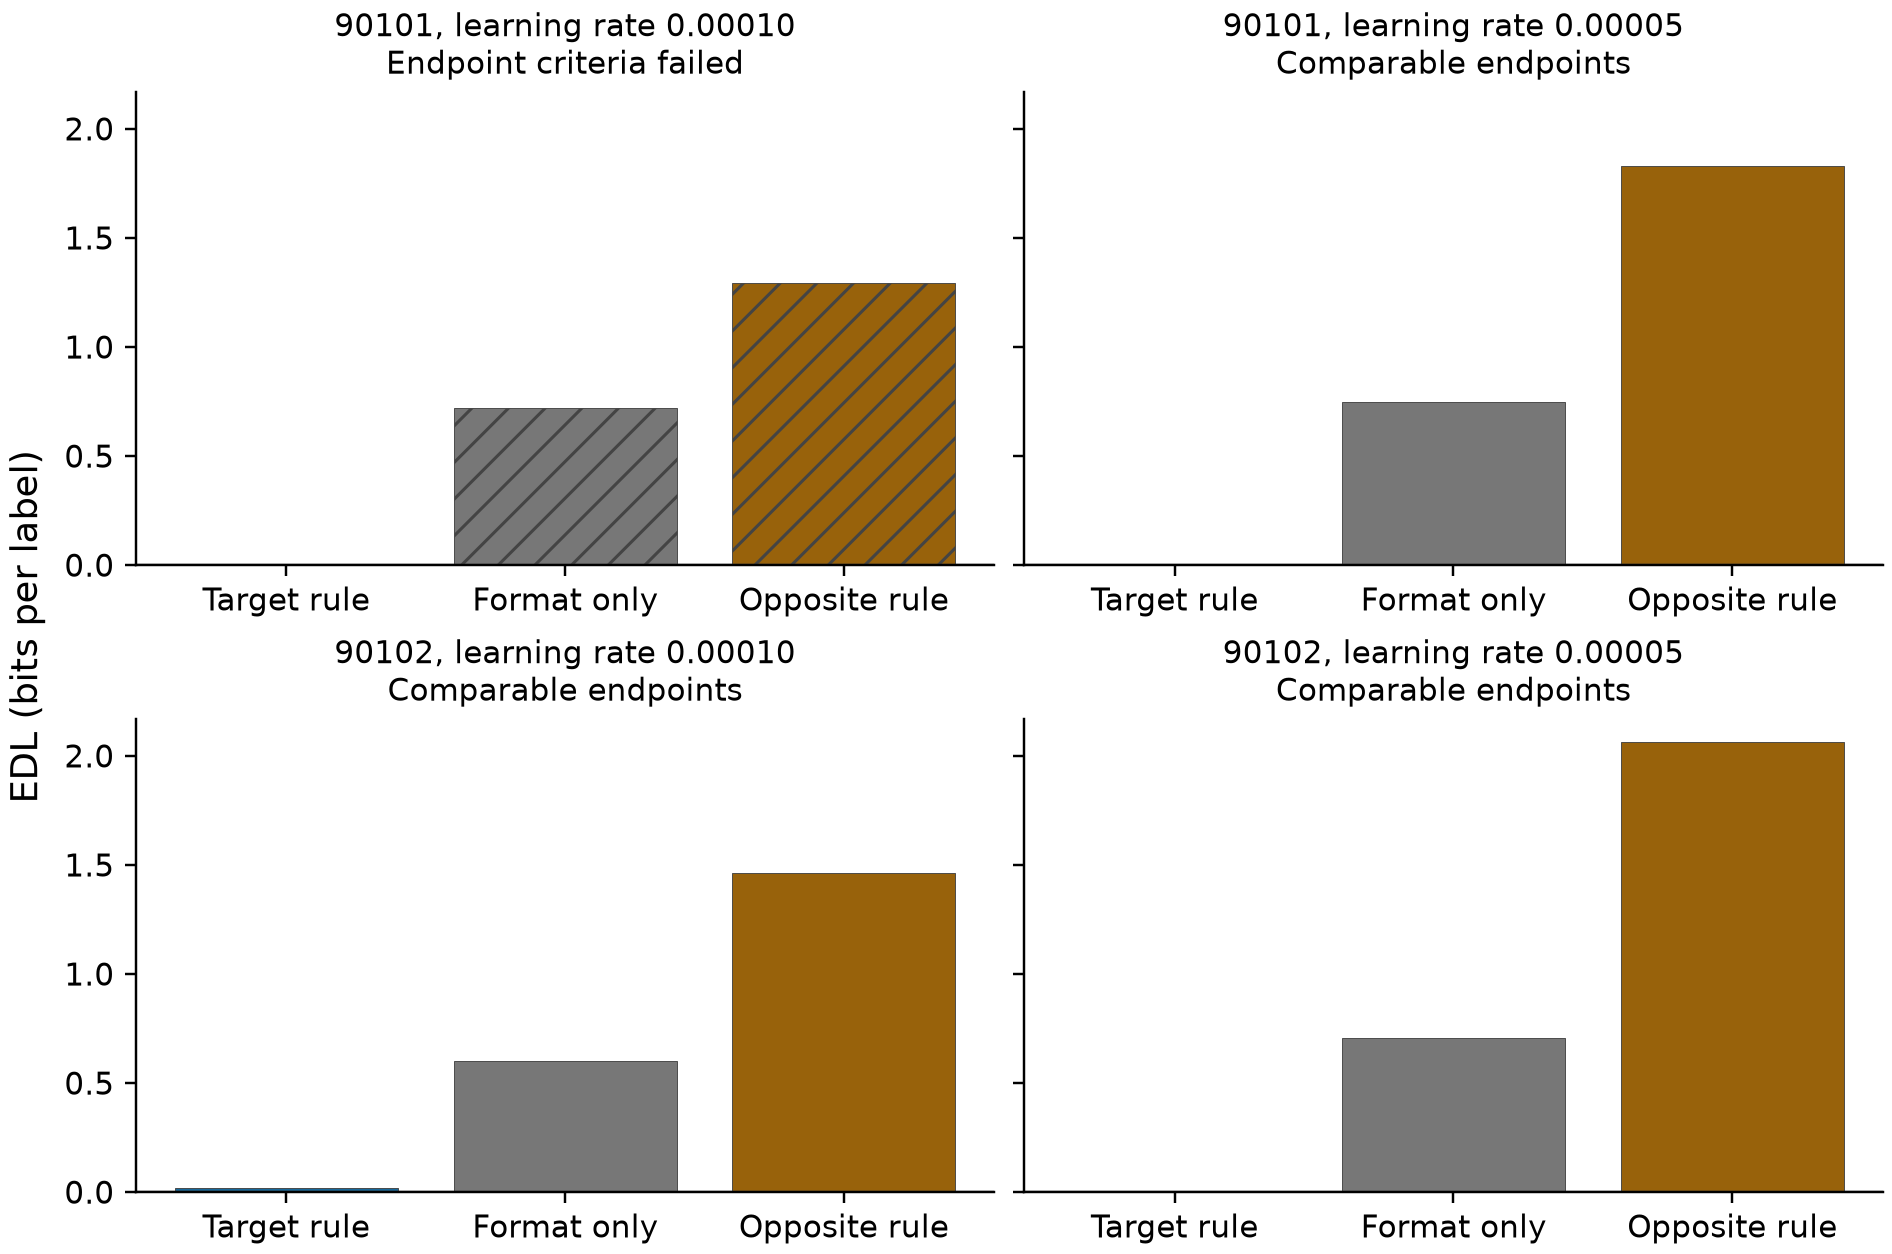 90101, learning rate 0.00010
Endpoint criteria failed
90101, learning rate 0.00005
Comparable endpoints
EDL (bits per label)
2.0
1.5
1.0
0.5
0.0
Target rule
Format only
Opposite rule
Target rule
Format only
Opposite rule
90102, learning rate 0.00010
Comparable endpoints
90102, learning rate 0.00005
Comparable endpoints
2.0
1.5
1.0
0.5
0.0
Target rule
Format only
Opposite rule
Target rule
Format only
Opposite rule